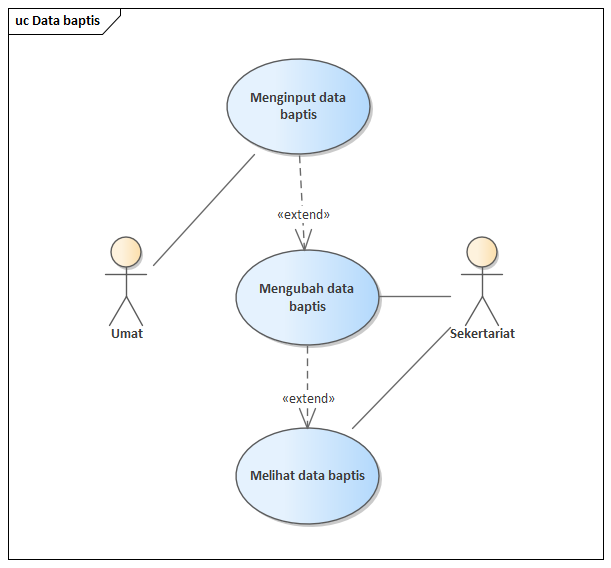 uc Data baptis
Menginput data
baptis
«extend»
Mengubah data
baptis
Umat
Sekertariat
«extend»
Melihat data baptis